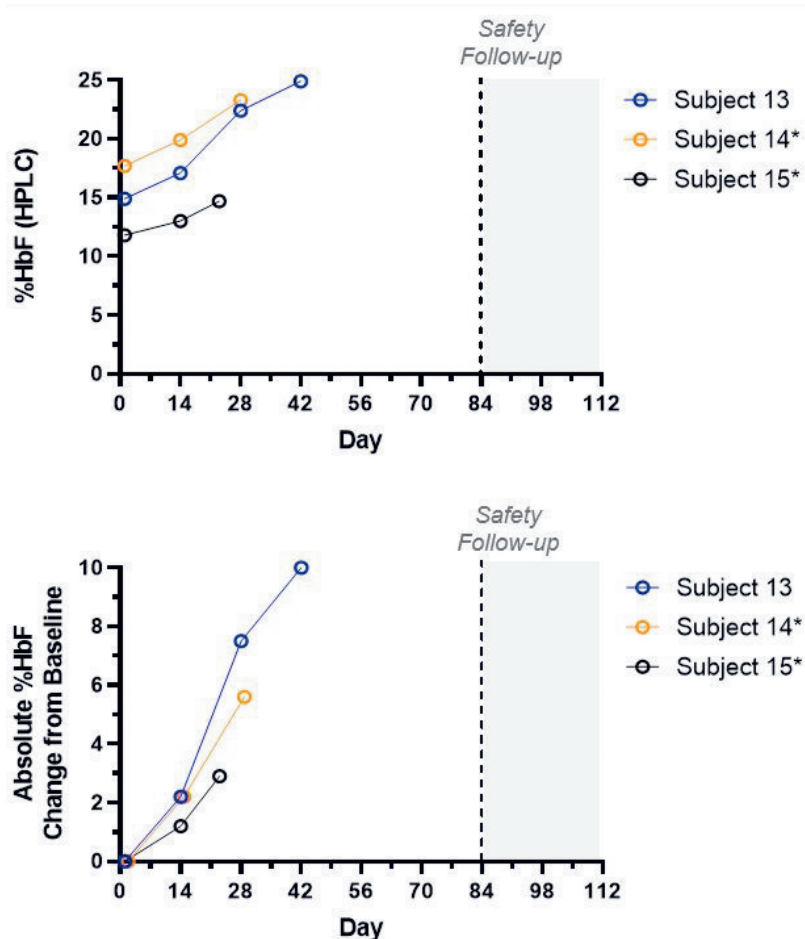 Safety
Follow-up
25
20
15
10
5
0
%HbF (HPLC)
0 14 28 42 56 70 84 98 112
Day
Subject 13
Subject 14*
Subject 15*
Safety
Follow-up
10
8
6
4
2
0
Absolute %HbF
Change from Baseline
0 14 28 42 56 70 84 98 112
Day
Subject 13
Subject 14*
Subject 15*